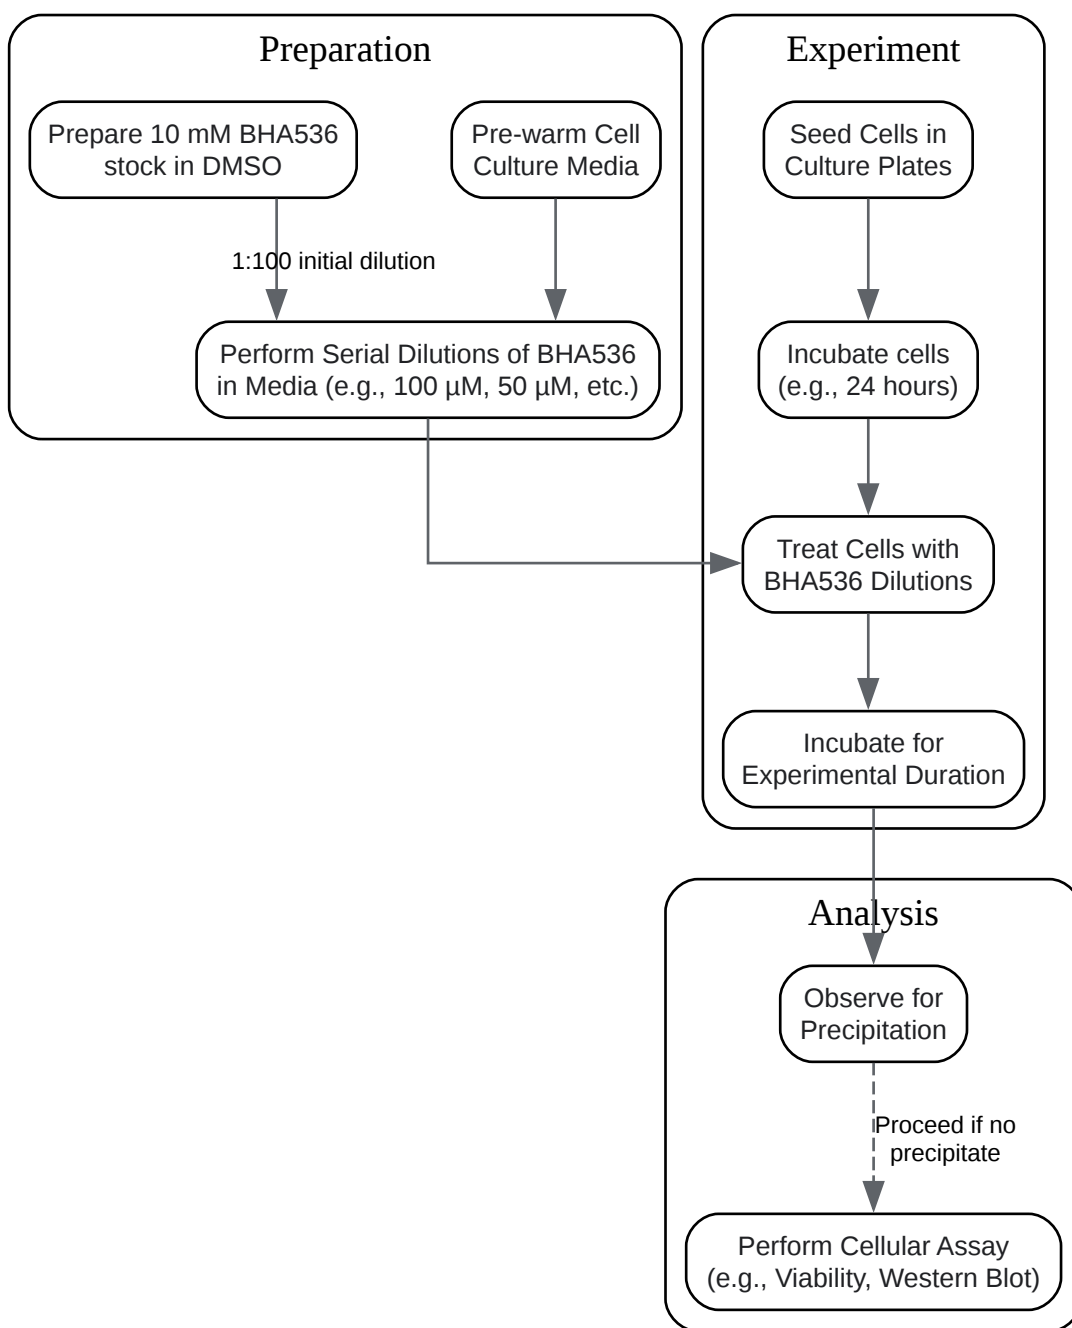 Preparation
Prepare 10 mM BHA536
stock in DMSO
Pre-warm Cell
Culture Media
1:100 initial dilution
Perform Serial Dilutions of BHA536
in Media (e.g., 100 µM, 50 µM, etc.)
Experiment
Seed Cells in
Culture Plates
Incubate cells
(e.g., 24 hours)
Treat Cells with
BHA536 Dilutions
Incubate for
Experimental Duration
Analysis
Observe for
Precipitation
Proceed if no
precipitate
Perform Cellular Assay
(e.g., Viability, Western Blot)